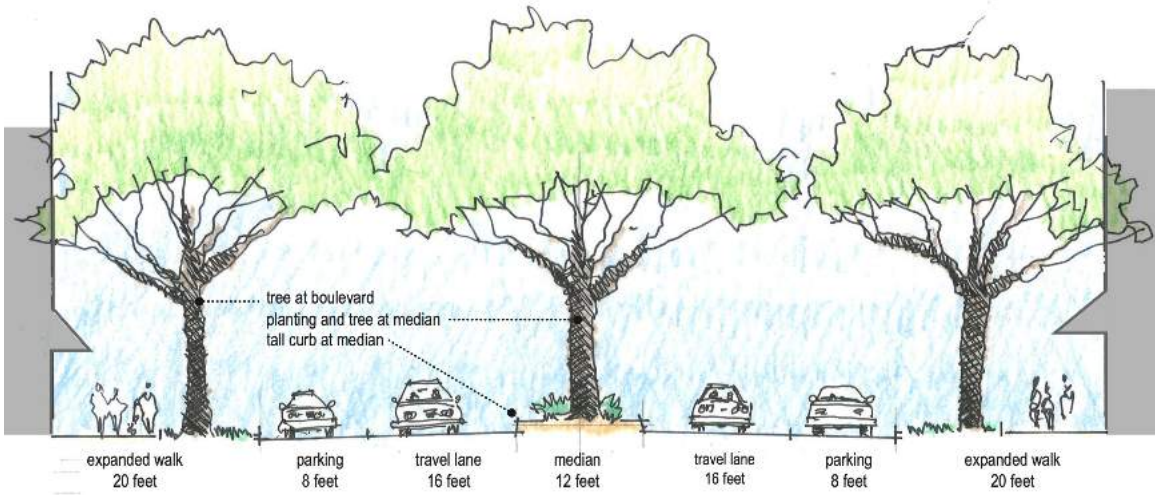 tree at boulevard
planting and tree at median
tall curb at median
expanded walk
20 feet
parking
8 feet
travel lane
16 feet
median
12 feet
travel lane
16 feet
parking
8 feet
expanded walk
20 feet